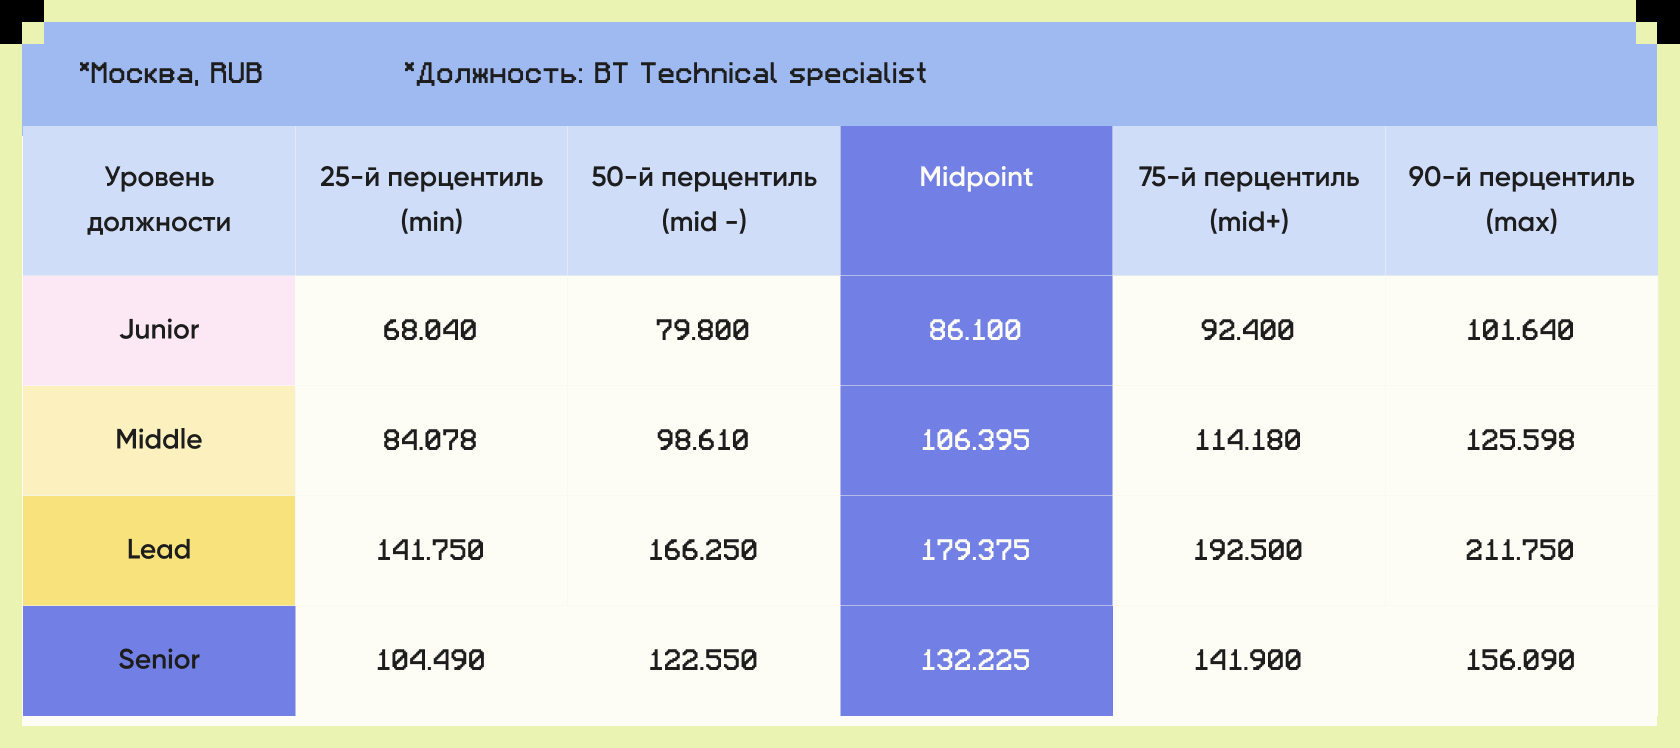 *Москва, RUB
*Должность: BT Technical specialist
Уровень должности
25-й перцентиль (min)
50-й перцентиль (mid -)
Midpoint
75-й перцентиль (mid+)
90-й перцентиль (max)
Junior 68.040 79.800 86.100 92.400 101.640
Middle 84.078 98.610 106.395 114.180 125.598
Lead 141.750 166.250 179.375 192.500 211.750
Senior 104.490 122.550 132.225 141.900 156.090